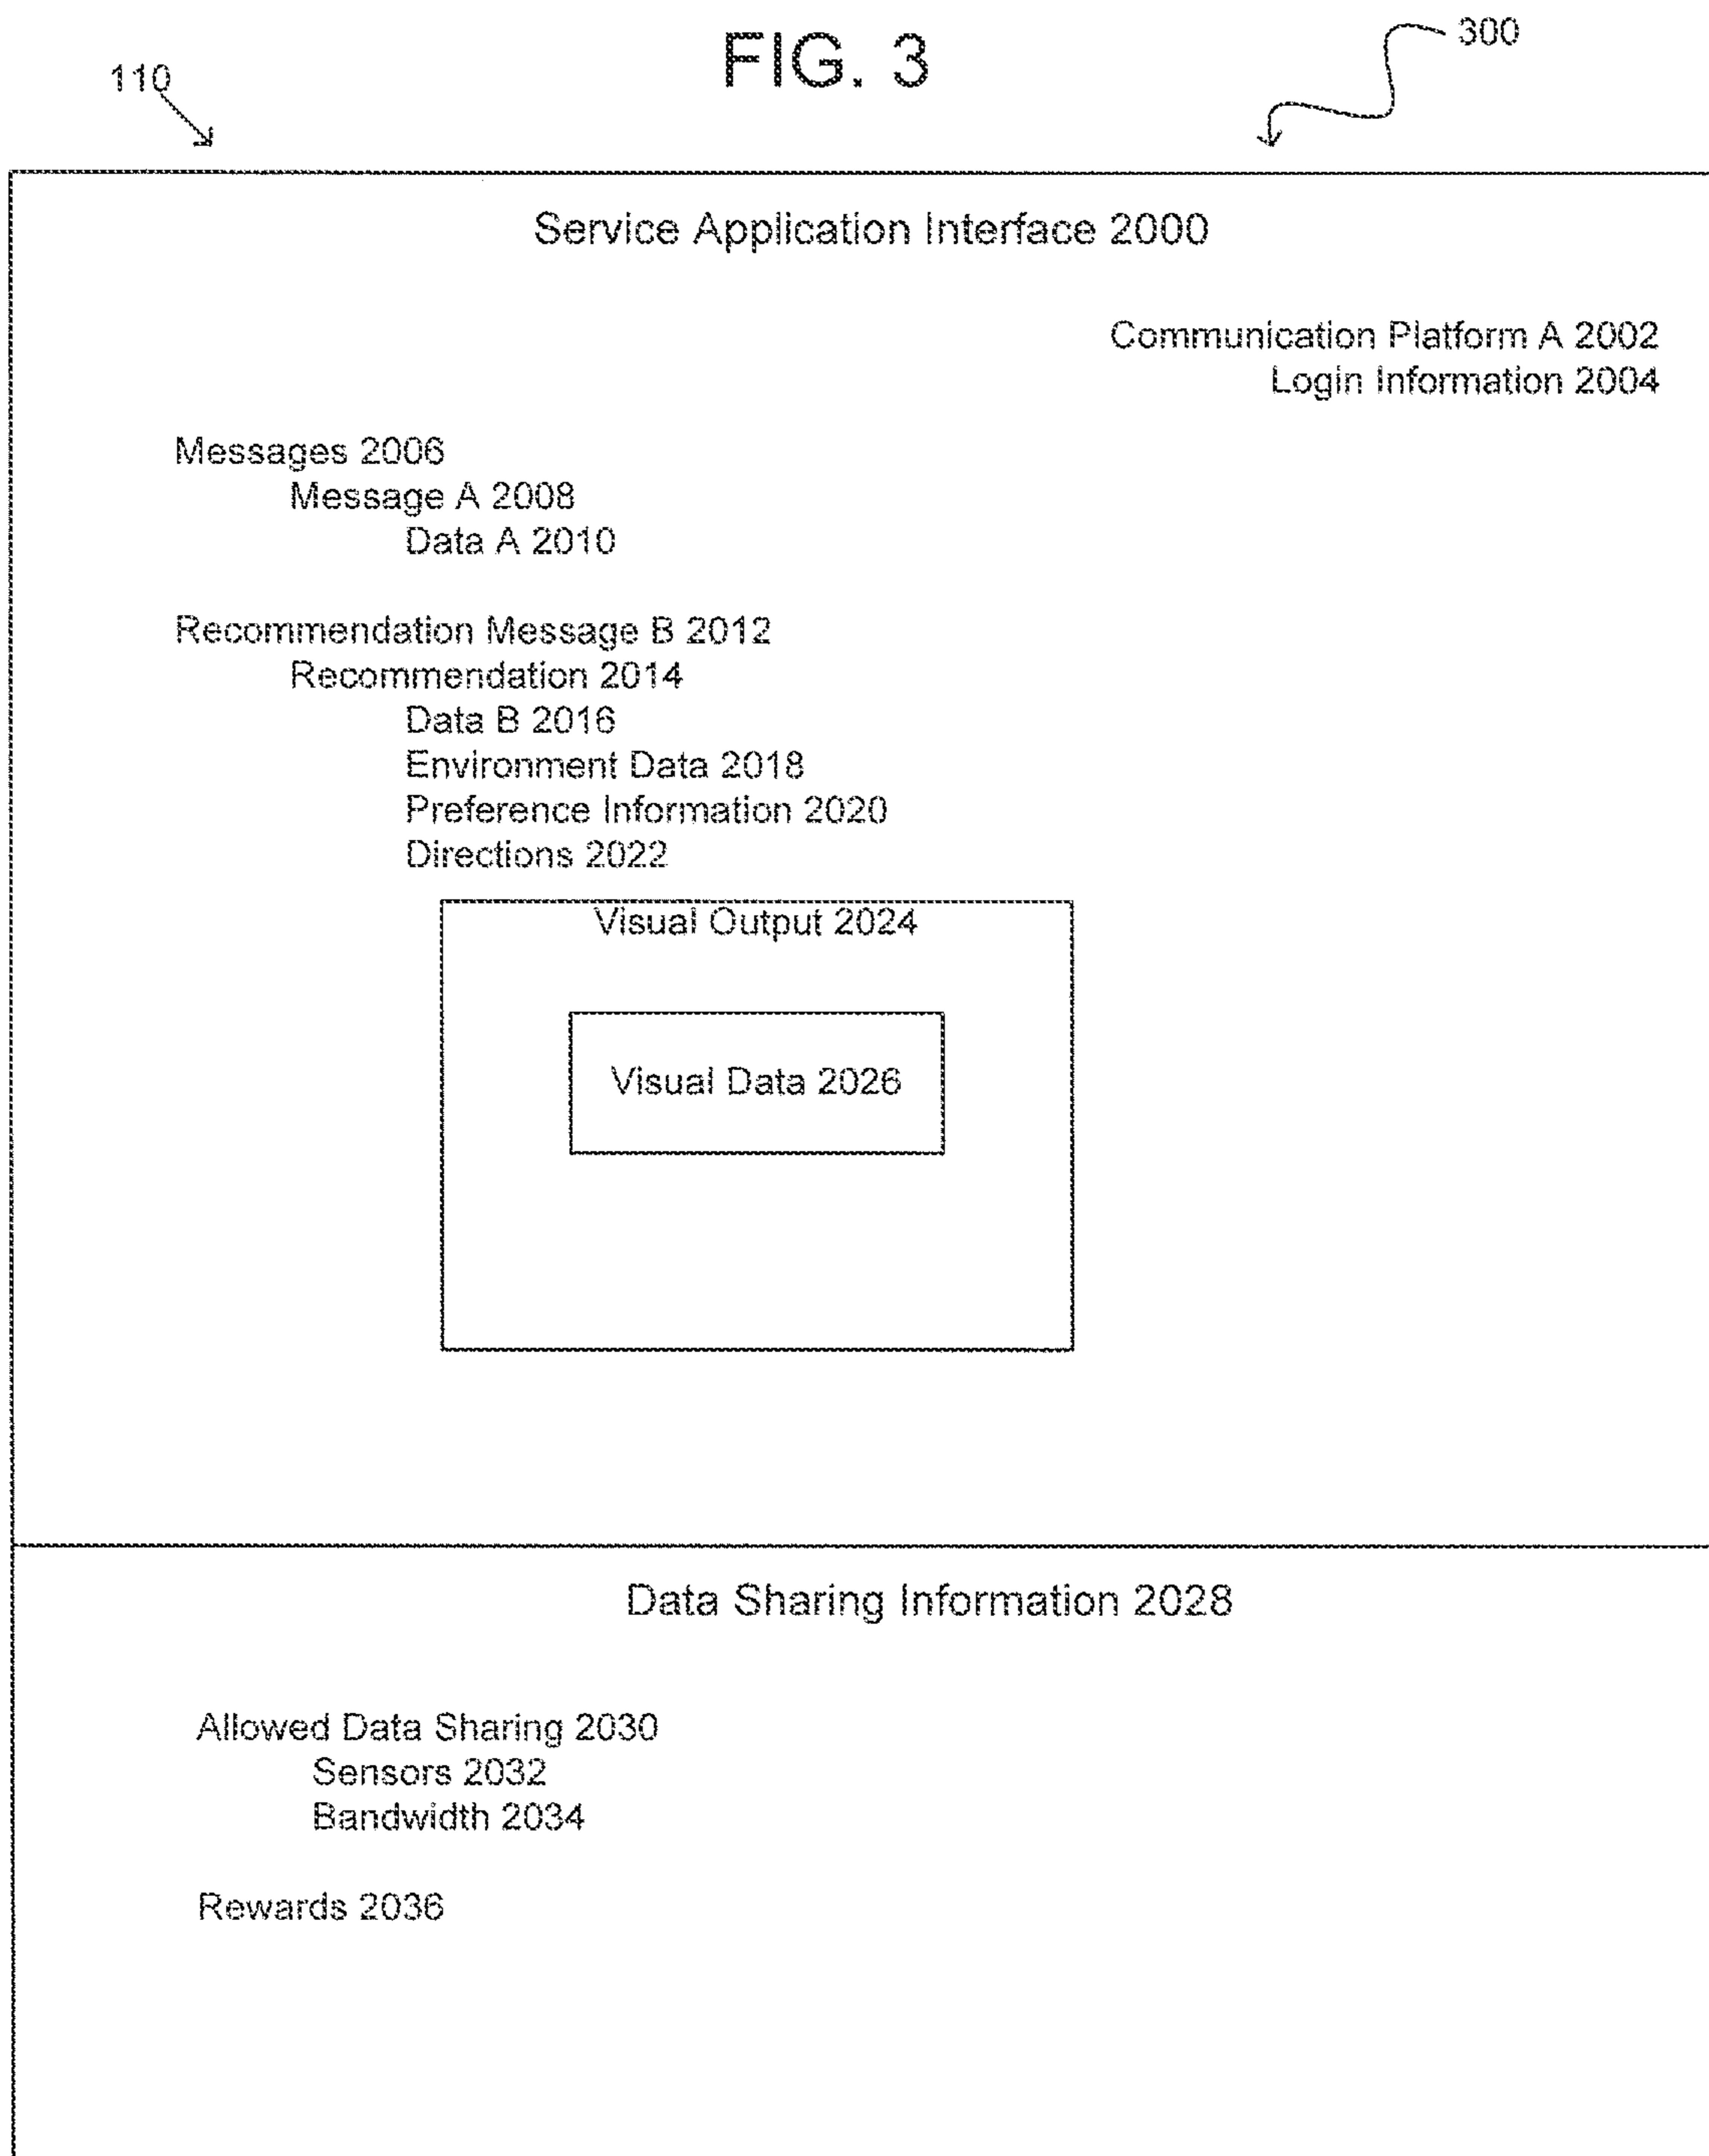 FIG. 3
300
110
Service Application Interface 2000
Communication Platform A 2002
Login Information 2004
Messages 2006
Message A 2008
Data A 2010
Recommendation Message B 2012
Recommendation 2014
Data B 2016
Environment Data 2018
Preference Information 2020
Directions 2022
Visual Output 2024
Visual Data 2026
Data Sharing Information 2028
Allowed Data Sharing 2030
Sensors 2032
Bandwidth 2034
Rewards 2036